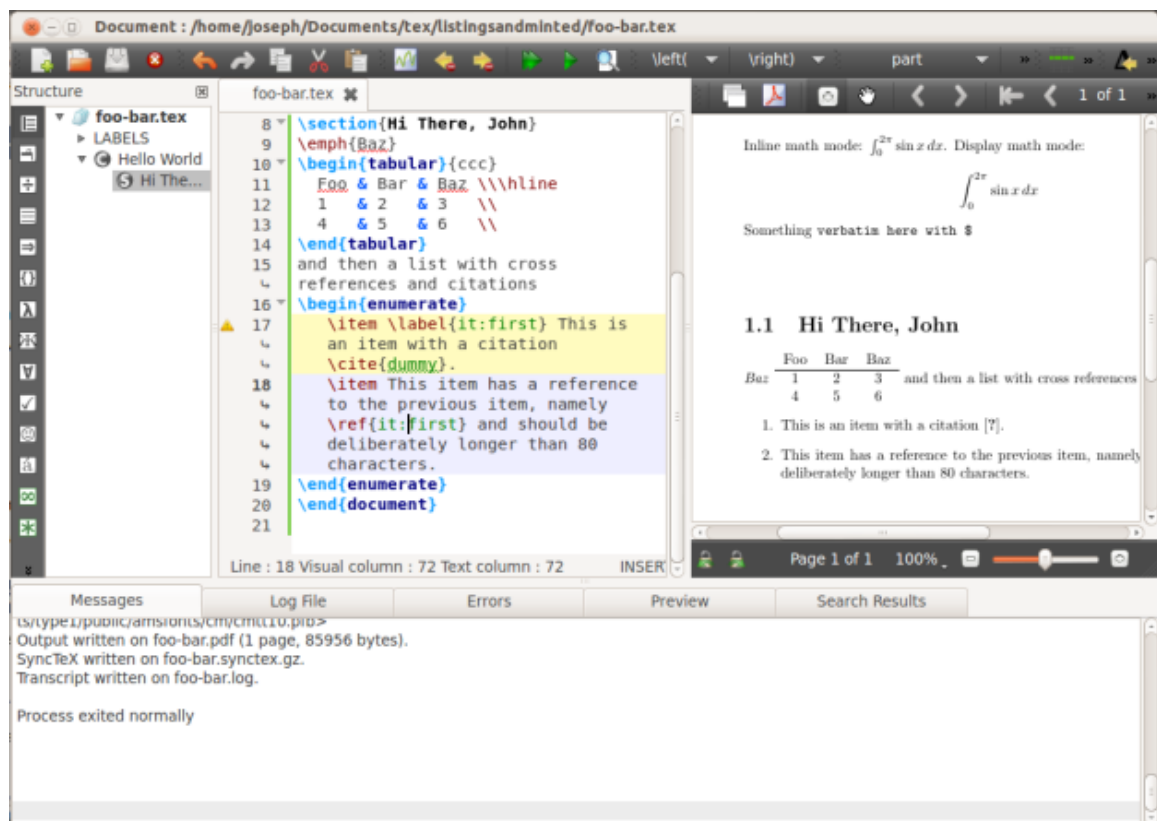 Document : /home/joseph/Documents/tex/listingsandminted/foo-bar.tex
\left(
\right)
part
Structure
foo-bar.tex
LABELS
Hello World
Hi The...
foo-bar.tex
8 \section{Hi There, John}
9 \emph{Baz}
10 \begin{tabular}{ccc}
11 Foo & Bar & Baz \\\hline
12 1 & 2 & 3 \\
13 4 & 5 & 6 \\
14 \end{tabular}
15 and then a list with cross
references and citations
16 \begin{enumerate}
17 \item \label{it:first} This is
an item with a citation
\cite{dummy}.
18 \item This item has a reference
to the previous item, namely
\ref{it:first} and should be
deliberately longer than 80
characters.
19 \end{enumerate}
20 \end{document}
21
Line : 18 Visual column : 72 Text column : 72 INSER
1 of 1
Inline math mode: ∫₀²π sin x dx. Display math mode:
∫₀²π sin x dx
Something verbatim here with $
1.1 Hi There, John
Foo Bar Baz
Baz 1 2 3 and then a list with cross references
4 5 6
1. This is an item with a citation [?].
2. This item has a reference to the previous item, namely
deliberately longer than 80 characters.
Page 1 of 1 100%
Messages
Log File
Errors
Preview
Search Results
ts/type1/public/amsfonts/cm/cmtt10.pfb>
Output written on foo-bar.pdf (1 page, 85956 bytes).
SyncTeX written on foo-bar.synctex.gz.
Transcript written on foo-bar.log.
Process exited normally